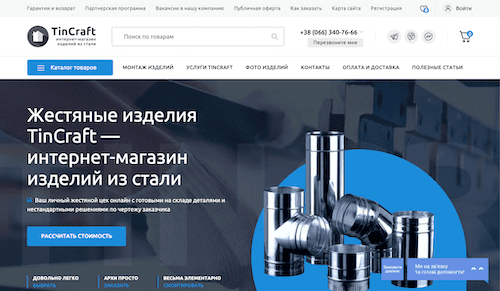 Гарантия и возврат Партнерская программа Вакансии в нашу компанию Публичная оферта Как заказать Карта сайта Регистрация Войти
TinCraft
интернет-магазин
изделий из стали
Поиск по товарам
+38 (066) 340-76-66
Перезвоните мне
Каталог товаров
МОНТАЖ ИЗДЕЛИЙ УСЛУГИ TINCRAFT ФОТО ИЗДЕЛИЙ КОНТАКТЫ ОПЛАТА И ДОСТАВКА ПОЛЕЗНЫЕ СТАТЬИ
Жестяные изделия
TinCraft —
интернет-магазин
изделий из стали
Ваш личный жестяной цех онлайн с готовыми на складе деталями и
нестандартными решениями по чертежу заказчика
РАССЧИТАТЬ СТОИМОСТЬ
ДОВОЛЬНО ЛЕГКО
ВЫБРАТЬ
АРХИ ПРОСТО
ЗАКАЗАТЬ
ВЕСЬМА ЭЛЕМЕНТАРНО
СМОНТИРОВАТЬ
Ми на зв'язку
та готові допомогти!